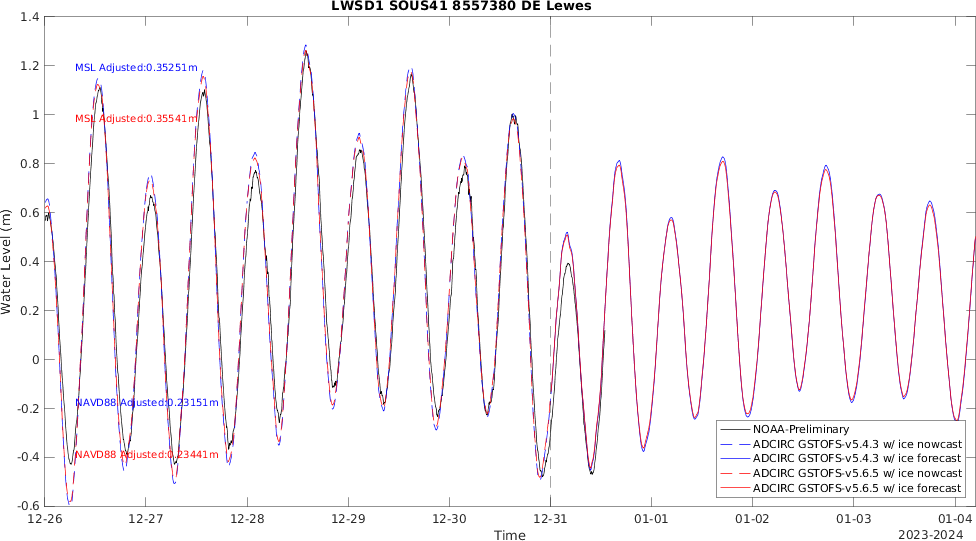 LWSD1 SOUS41 8557380 DE Lewes
1.4
1.2
1
0.8
0.6
0.4
0.2
0
-0.2
-0.4
-0.6
Water Level (m)
MSL Adjusted:0.35251m
MSL Adjusted:0.35541m
NAVD88 Adjusted:0.23151m
NAVD88 Adjusted:0.23441m
NOAA-Preliminary
ADCIRC GSTOFS-v5.4.3 w/ ice nowcast
ADCIRC GSTOFS-v5.4.3 w/ ice forecast
ADCIRC GSTOFS-v5.6.5 w/ ice nowcast
ADCIRC GSTOFS-v5.6.5 w/ ice forecast
12-26 12-27 12-28 12-29 12-30 12-31 01-01 01-02 01-03 01-04
Time
2023-2024